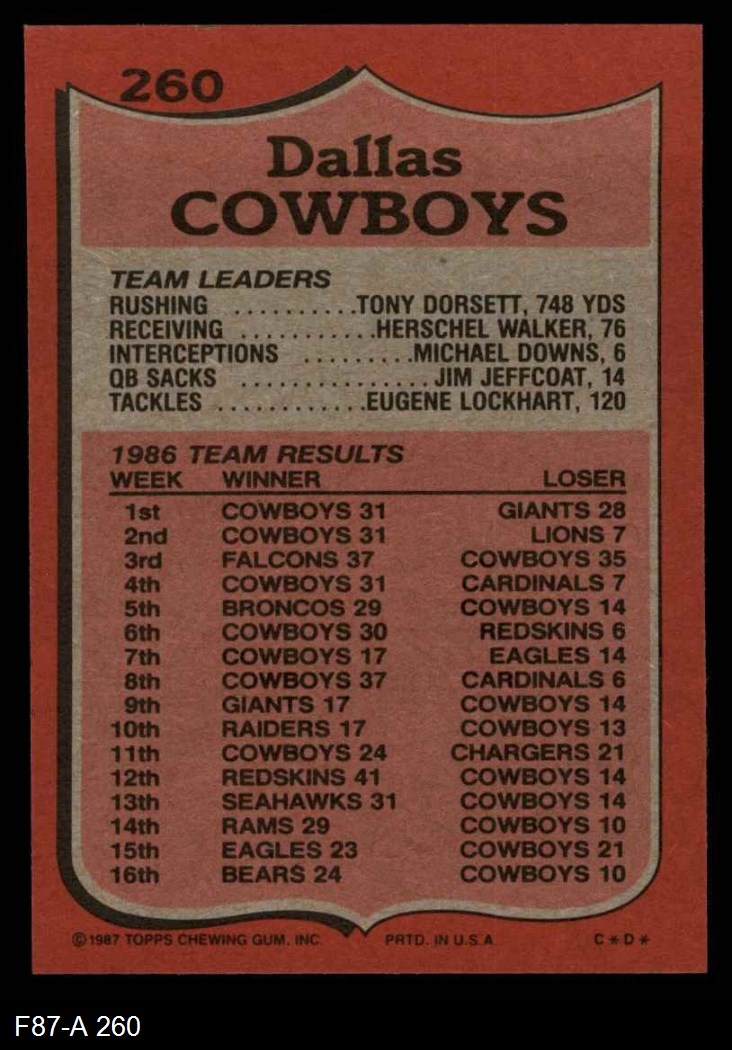 260
Dallas
COWBOYS
TEAM LEADERS
RUSHING ..........TONY DORSETT, 748 YDS
RECEIVING ............HERSCHEL WALKER, 76
INTERCEPTIONS .........MICHAEL DOWNS, 6
QB SACKS ................JIM JEFFCOAT, 14
TACKLES ............EUGENE LOCKHART, 120
1986 TEAM RESULTS
WEEK WINNER LOSER
1st COWBOYS 31 GIANTS 28
2nd COWBOYS 31 LIONS 7
3rd FALCONS 37 COWBOYS 35
4th COWBOYS 31 CARDINALS 7
5th BRONCOS 29 COWBOYS 14
6th COWBOYS 30 REDSKINS 6
7th COWBOYS 17 EAGLES 14
8th COWBOYS 37 CARDINALS 6
9th GIANTS 17 COWBOYS 14
10th RAIDERS 17 COWBOYS 13
11th COWBOYS 24 CHARGERS 21
12th REDSKINS 41 COWBOYS 14
13th SEAHAWKS 31 COWBOYS 14
14th RAMS 29 COWBOYS 10
15th EAGLES 23 COWBOYS 21
16th BEARS 24 COWBOYS 10
©1987 TOPPS CHEWING GUM, INC. PRTD. IN U.S.A. C*D*
F87-A 260